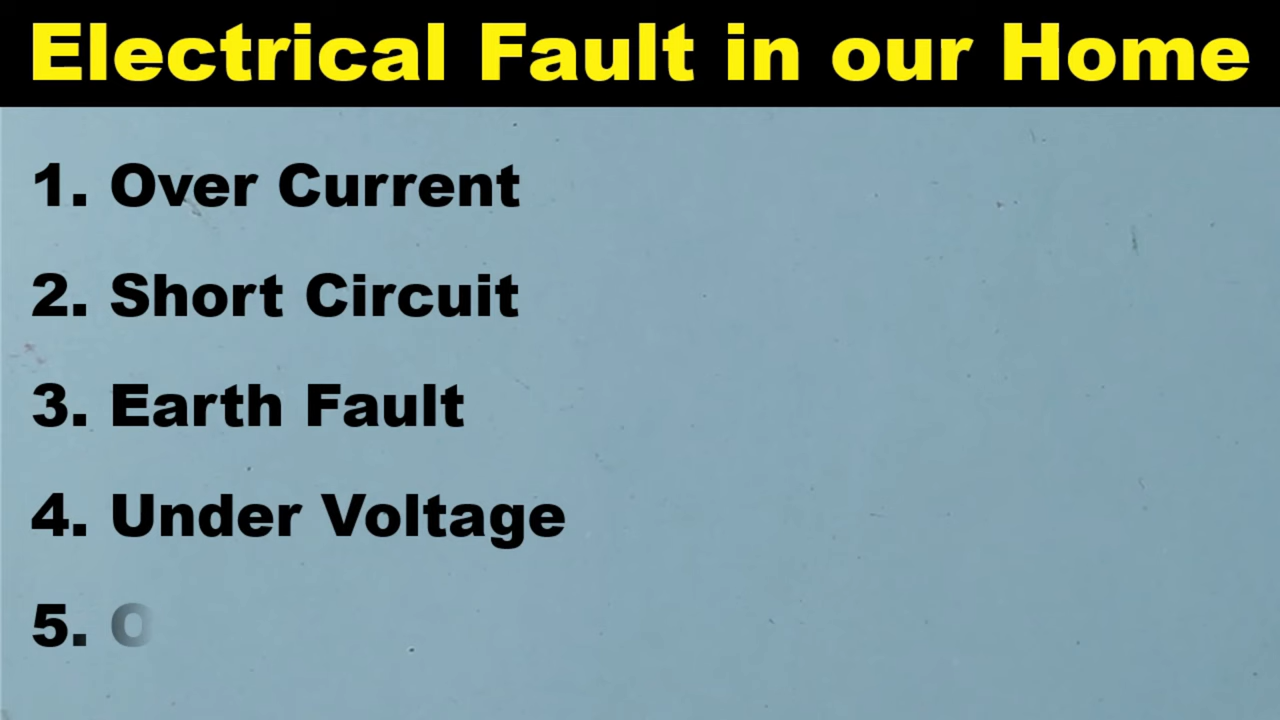 Electrical Fault in our Home
1. Over Current
2. Short Circuit
3. Earth Fault
4. Under Voltage
5. O